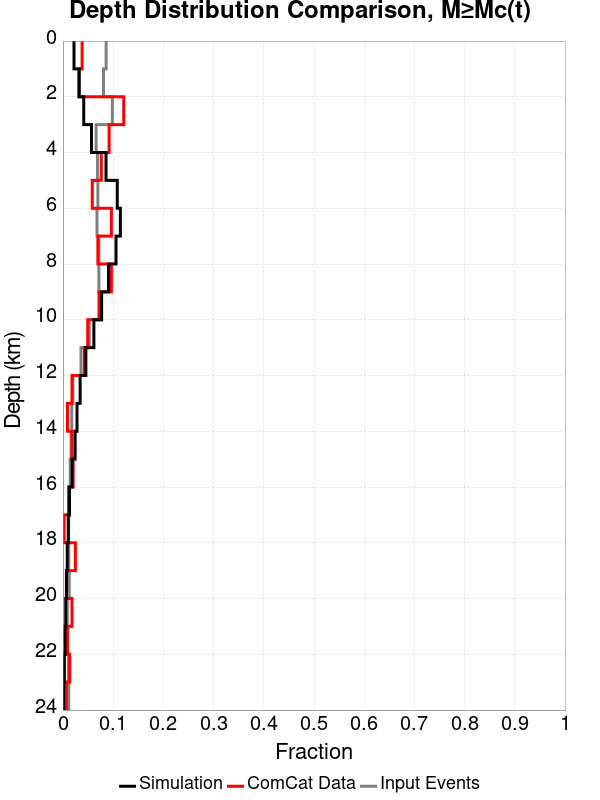 Depth Distribution Comparison, M≥Mc(t)
0
2
4
6
8
10
12
14
16
18
20
22
24
Depth (km)
0 0.1 0.2 0.3 0.4 0.5 0.6 0.7 0.8 0.9 1
Fraction
Simulation ComCat Data Input Events